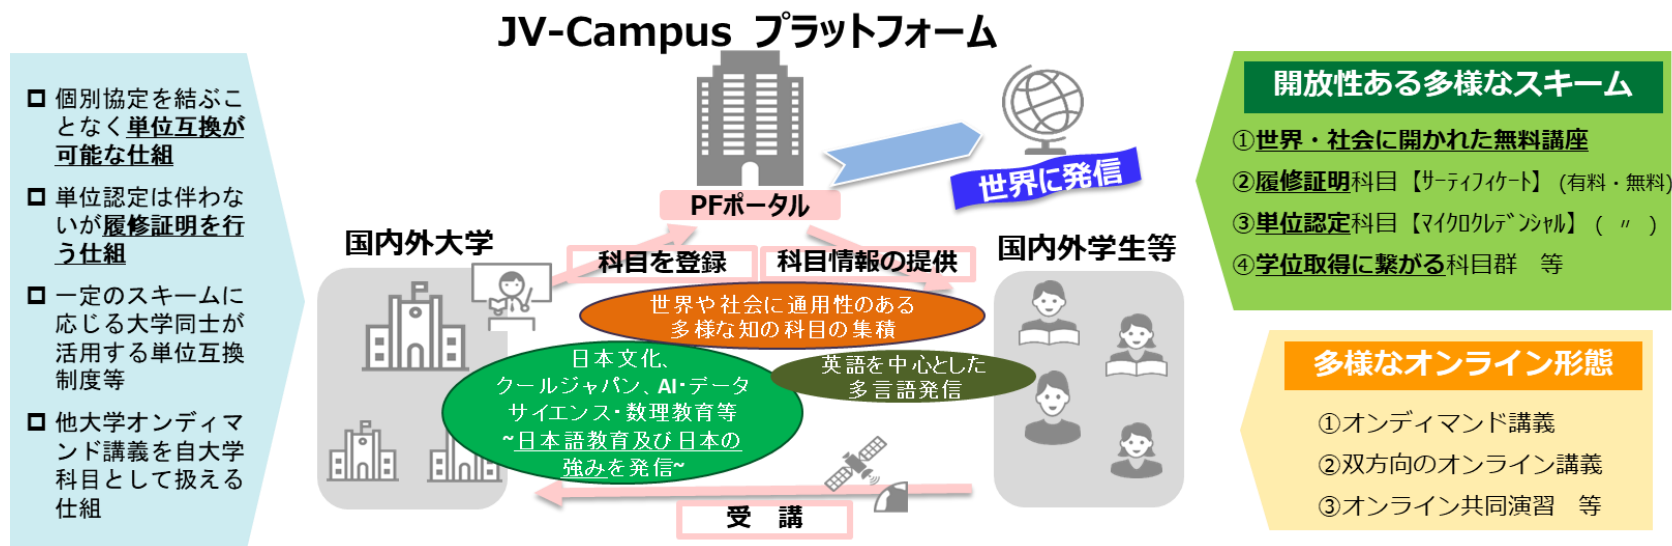 JV-Campus プラットフォーム
❑ 個別協定を結ぶこ
となく単位互換が
可能な仕組
❑ 単位認定は伴わな
いが履修証明を行
う仕組
❑ 一定のスキームに
応じる大学同士が
活用する単位互換
制度等
❑ 他大学オンディマ
ンド講義を自大学
科目として扱える
仕組
世界に発信
PFポータル
国内外大学
科目を登録
科目情報の提供
国内外学生等
世界や社会に通用性のある
多様な知の科目の集積
日本文化、
クールジャパン、AI・データ
サイエンス・数理教育等
~日本語教育及び日本の
強みを発信~
英語を中心とした
多言語発信
受　講
開放性ある多様なスキーム
①世界・社会に開かれた無料講座
②履修証明科目【ｻｰﾃｨﾌｨｹｰﾄ】(有料・無料)
③単位認定科目【ﾏｲｸﾛｸﾚﾃﾞﾝｼｬﾙ】( 〃 )
④学位取得に繋がる科目群　等
多様なオンライン形態
①オンディマンド講義
②双方向のオンライン講義
③オンライン共同演習　等